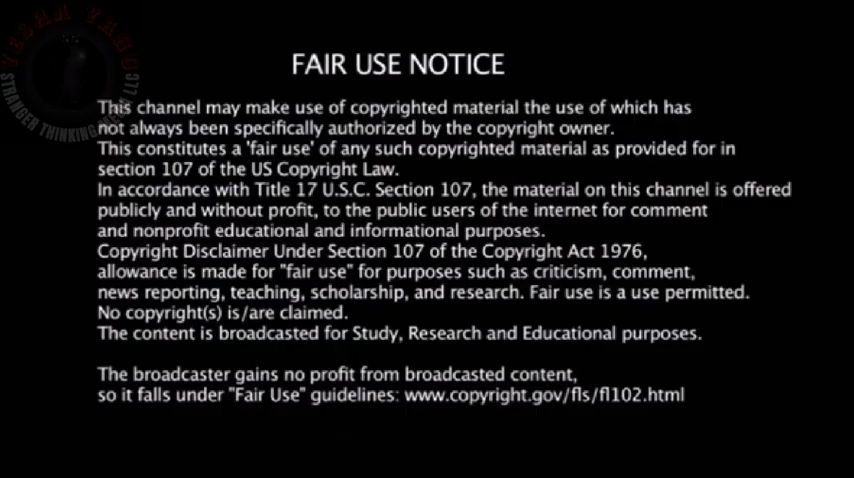 YESHA YEHO
STRANGER THINKING MEDIA LLC
FAIR USE NOTICE
This channel may make use of copyrighted material the use of which has
not always been specifically authorized by the copyright owner.
This constitutes a 'fair use' of any such copyrighted material as provided for in
section 107 of the US Copyright Law.
In accordance with Title 17 U.S.C. Section 107, the material on this channel is offered
publicly and without profit, to the public users of the internet for comment
and nonprofit educational and informational purposes.
Copyright Disclaimer Under Section 107 of the Copyright Act 1976,
allowance is made for "fair use" for purposes such as criticism, comment,
news reporting, teaching, scholarship, and research. Fair use is a use permitted.
No copyright(s) is/are claimed.
The content is broadcasted for Study, Research and Educational purposes.
The broadcaster gains no profit from broadcasted content,
so it falls under "Fair Use" guidelines: www.copyright.gov/fls/fl102.html